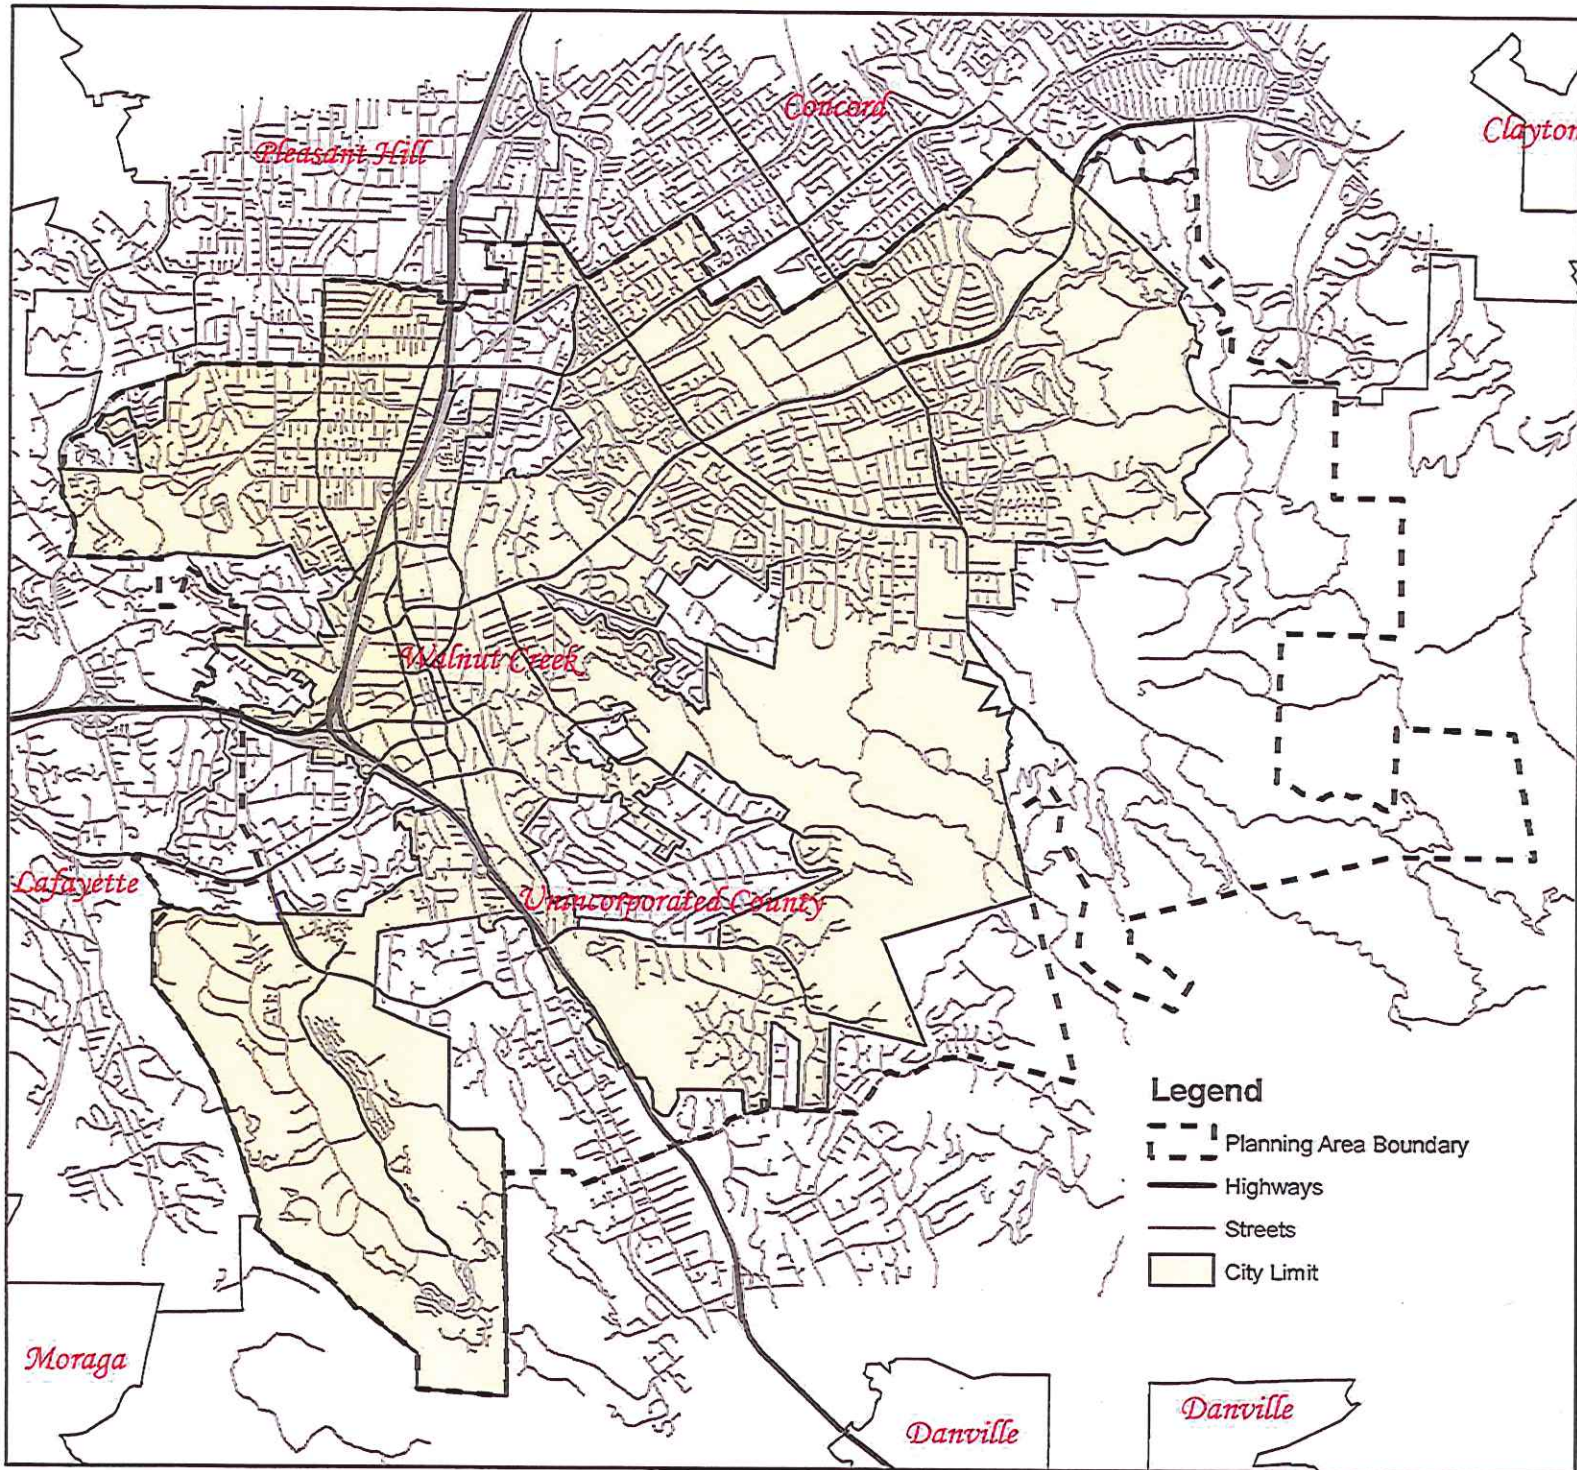 Concord
Clayton
Pleasant Hill
Walnut Creek
Lafayette
Unincorporated County
Legend
Planning Area Boundary
Highways
Streets
City Limit
Moraga
Danville
Danville